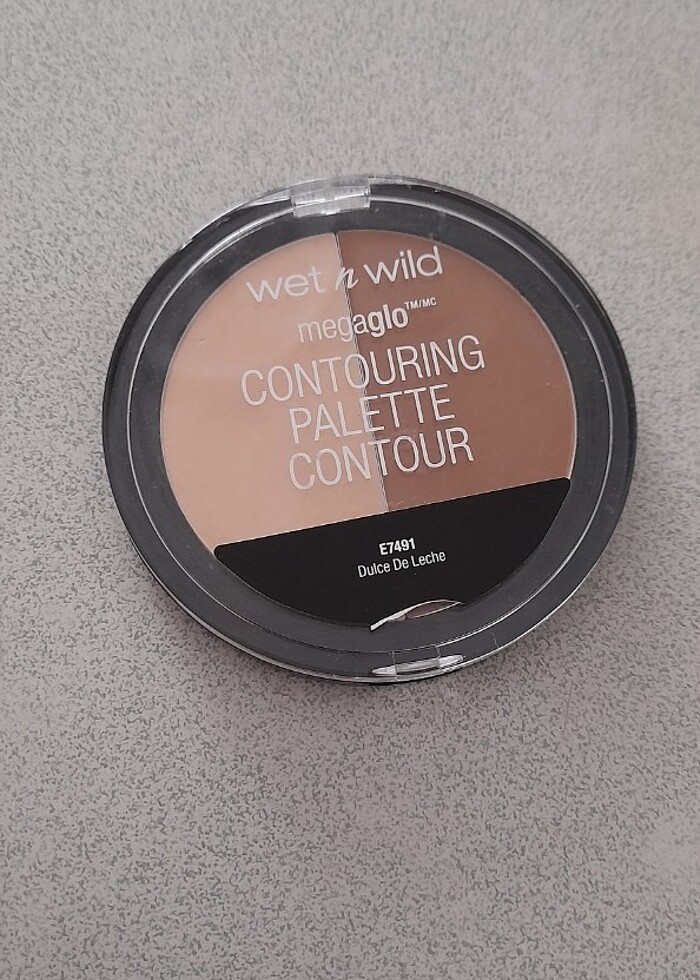 wet n wild
megaglo™/MC
CONTOURING
PALETTE
CONTOUR
E7491
Dulce De Leche